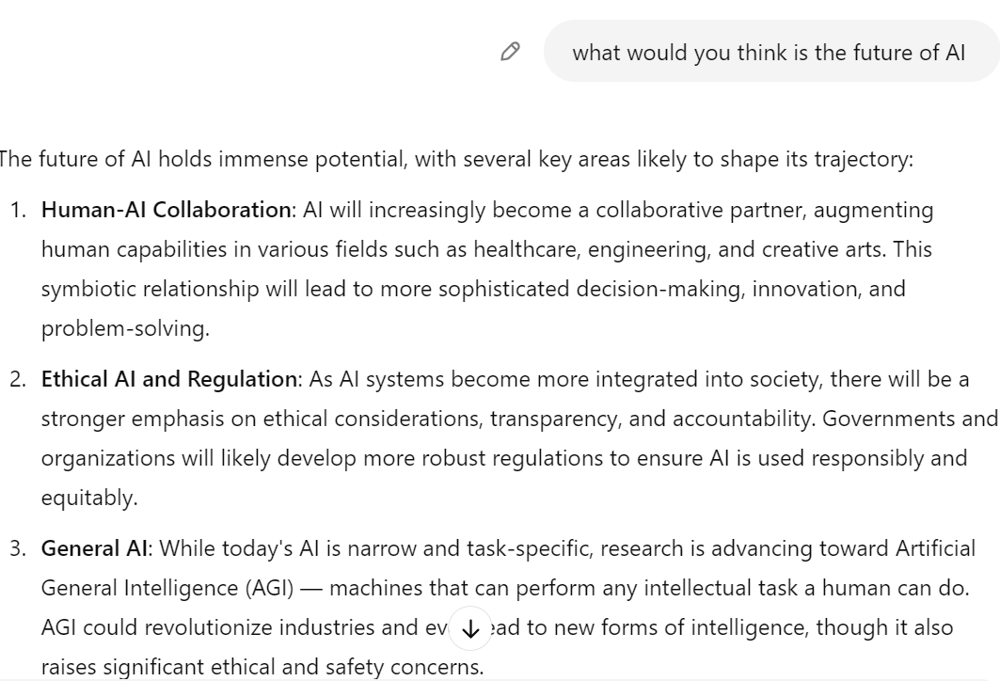 what would you think is the future of AI
The future of AI holds immense potential, with several key areas likely to shape its trajectory:
1. Human-AI Collaboration: AI will increasingly become a collaborative partner, augmenting
human capabilities in various fields such as healthcare, engineering, and creative arts. This
symbiotic relationship will lead to more sophisticated decision-making, innovation, and
problem-solving.
2. Ethical AI and Regulation: As AI systems become more integrated into society, there will be a
stronger emphasis on ethical considerations, transparency, and accountability. Governments and
organizations will likely develop more robust regulations to ensure AI is used responsibly and
equitably.
3. General AI: While today's AI is narrow and task-specific, research is advancing toward Artificial
General Intelligence (AGI) — machines that can perform any intellectual task a human can do.
AGI could revolutionize industries and to new forms of intelligence, though it also
raises significant ethical and safety concerns.